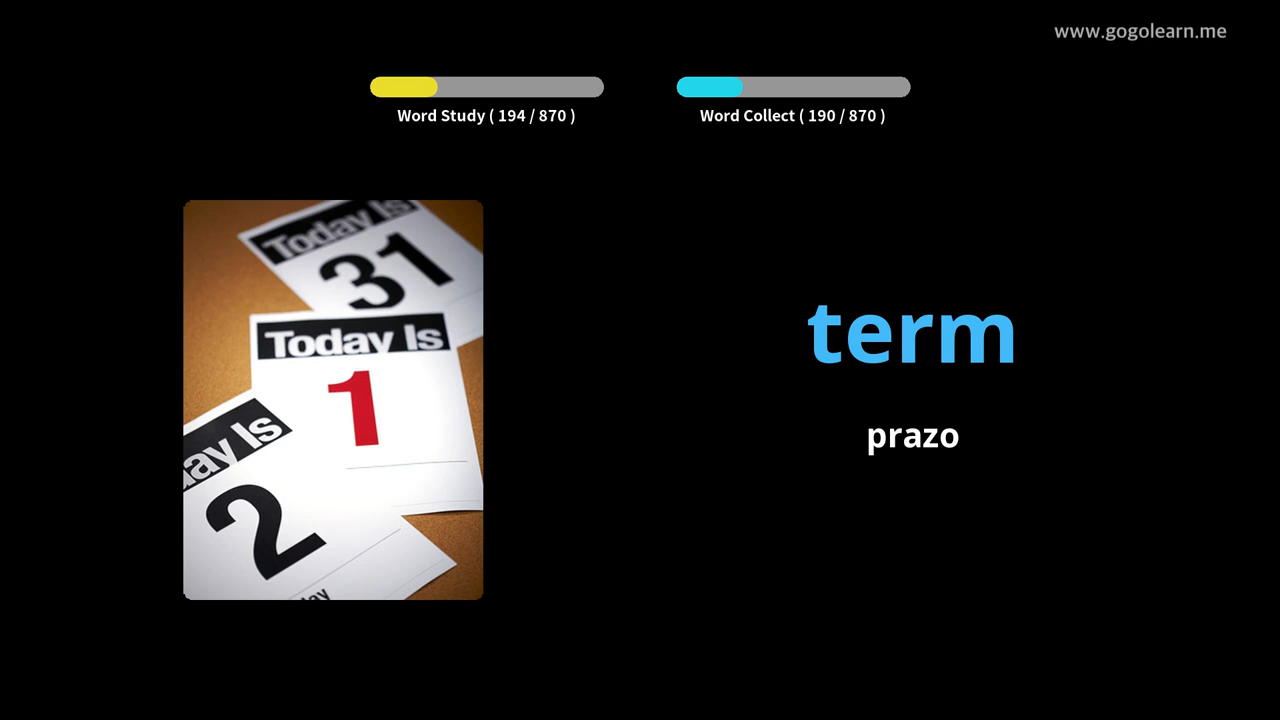 www.gogolearn.me
Word Study ( 194 / 870 )
Word Collect ( 190 / 870 )
Today Is
31
Today Is
1
day Is
2
term
prazo